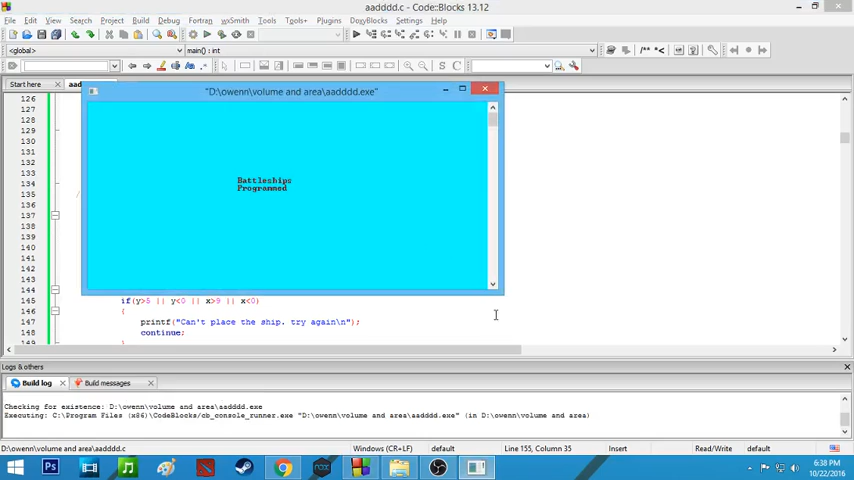 aadddd.c - Code::Blocks 13.12
File Edit View Search Project Build Debug Fortran wxSmith Tools Tools+ Plugins DoxyBlocks Settings Help
<global>
main() : int
Start here
aad
"D:\owenn\volume and area\aadddd.exe"
Battleships
Programmed
126
127
128
129
130
131
132
133
134
135 /
136
137
138
139
140
141
142
143
144
145 if(y>5 || y<0 || x>9 || x<0)
146 {
147 printf("Can't place the ship. try again\n");
148 continue;
149 }
Logs & others
Build log
Build messages
Checking for existence: D:\owenn\volume and area\aadddd.exe
Executing: C:\Program Files (x86)\CodeBlocks/cb_console_runner.exe "D:\owenn\volume and area\aadddd.exe" (in D:\owenn\volume and area)
D:\owenn\volume and area\aadddd.c Windows (CR+LF) default Line 155, Column 35 Insert Read/Write default
6:38 PM
10/22/2016